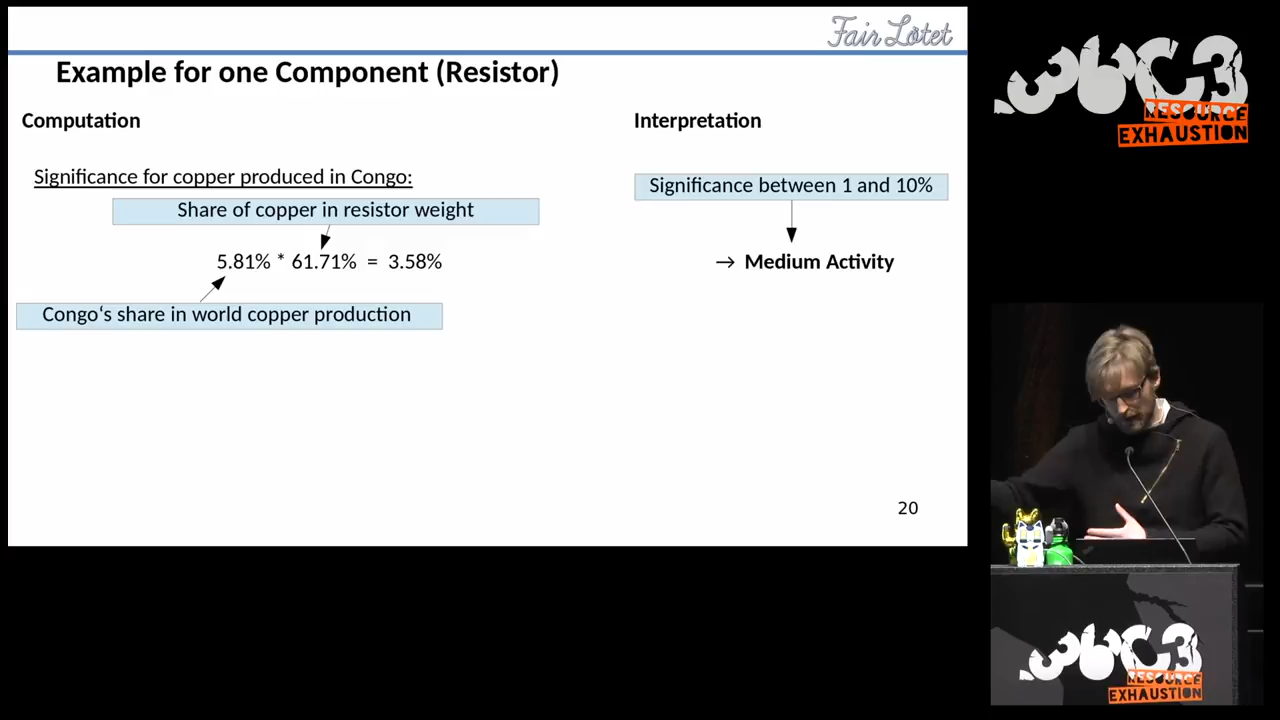 Fair Lötet
Example for one Component (Resistor)
Computation
Significance for copper produced in Congo:
Share of copper in resistor weight
5.81% * 61.71% = 3.58%
Congo‘s share in world copper production
Interpretation
Significance between 1 and 10%
→ Medium Activity
20
36C3
RESOURCE
EXHAUSTION
36C3
RESOURCE
EXHAUSTION